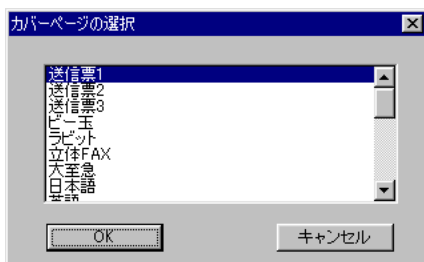 カバーページの選択
送信票1
送信票2
送信票3
ビー玉
ラビット
立体FAX
大至急
日本語
英語
OK
キャンセル